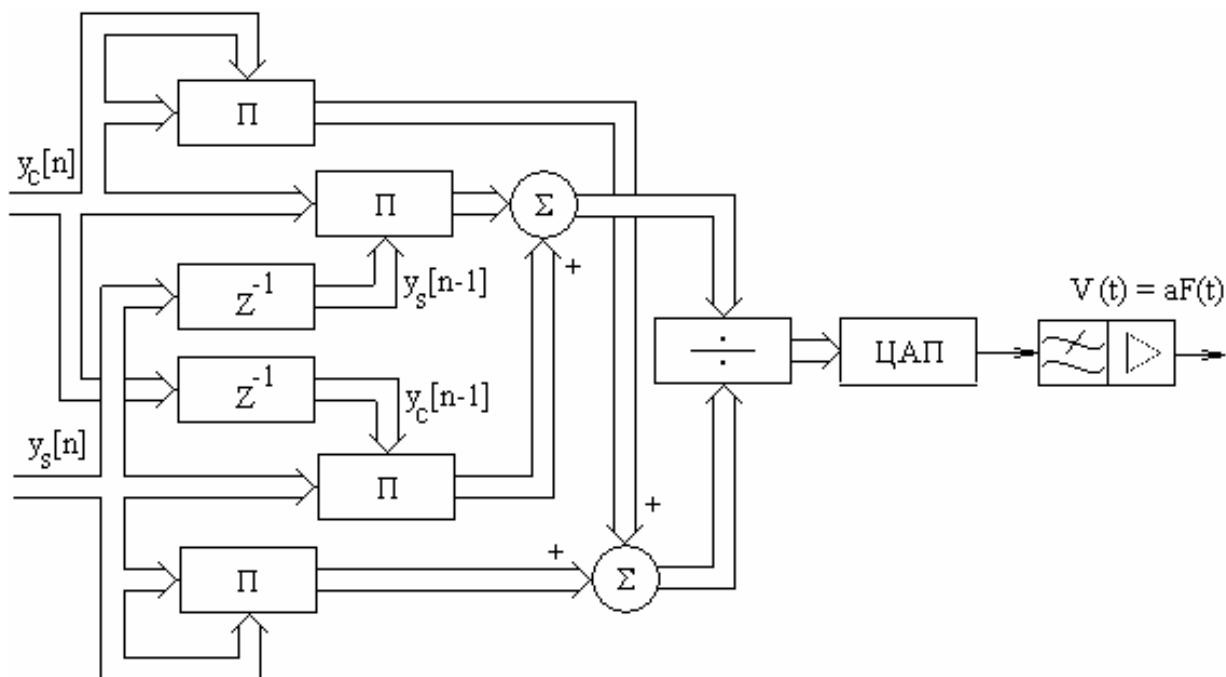 П
y_C[n]
П
Σ
+
Z^-1
y_S[n-1]
V (t) = aF(t)
÷
ЦАП
Z^-1
y_C[n-1]
y_S[n]
П
+
П
+
Σ